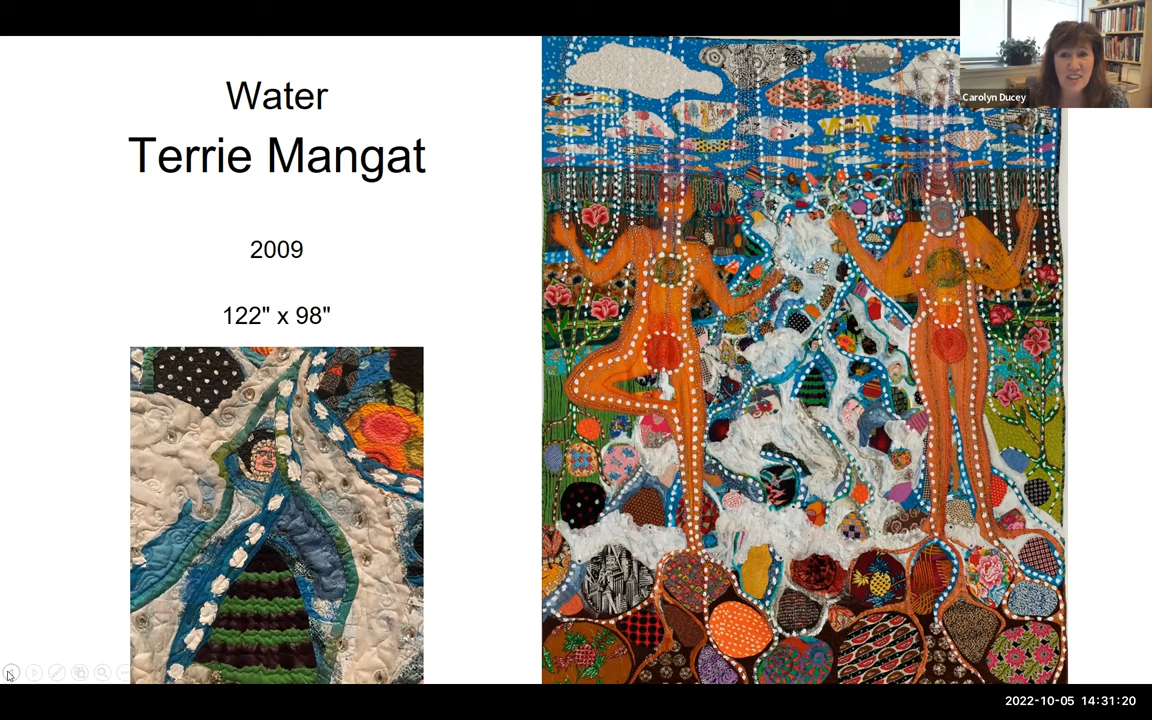 Water
Terrie Mangat
2009
122" x 98"
Carolyn Ducey
2022-10-05 14:31:20